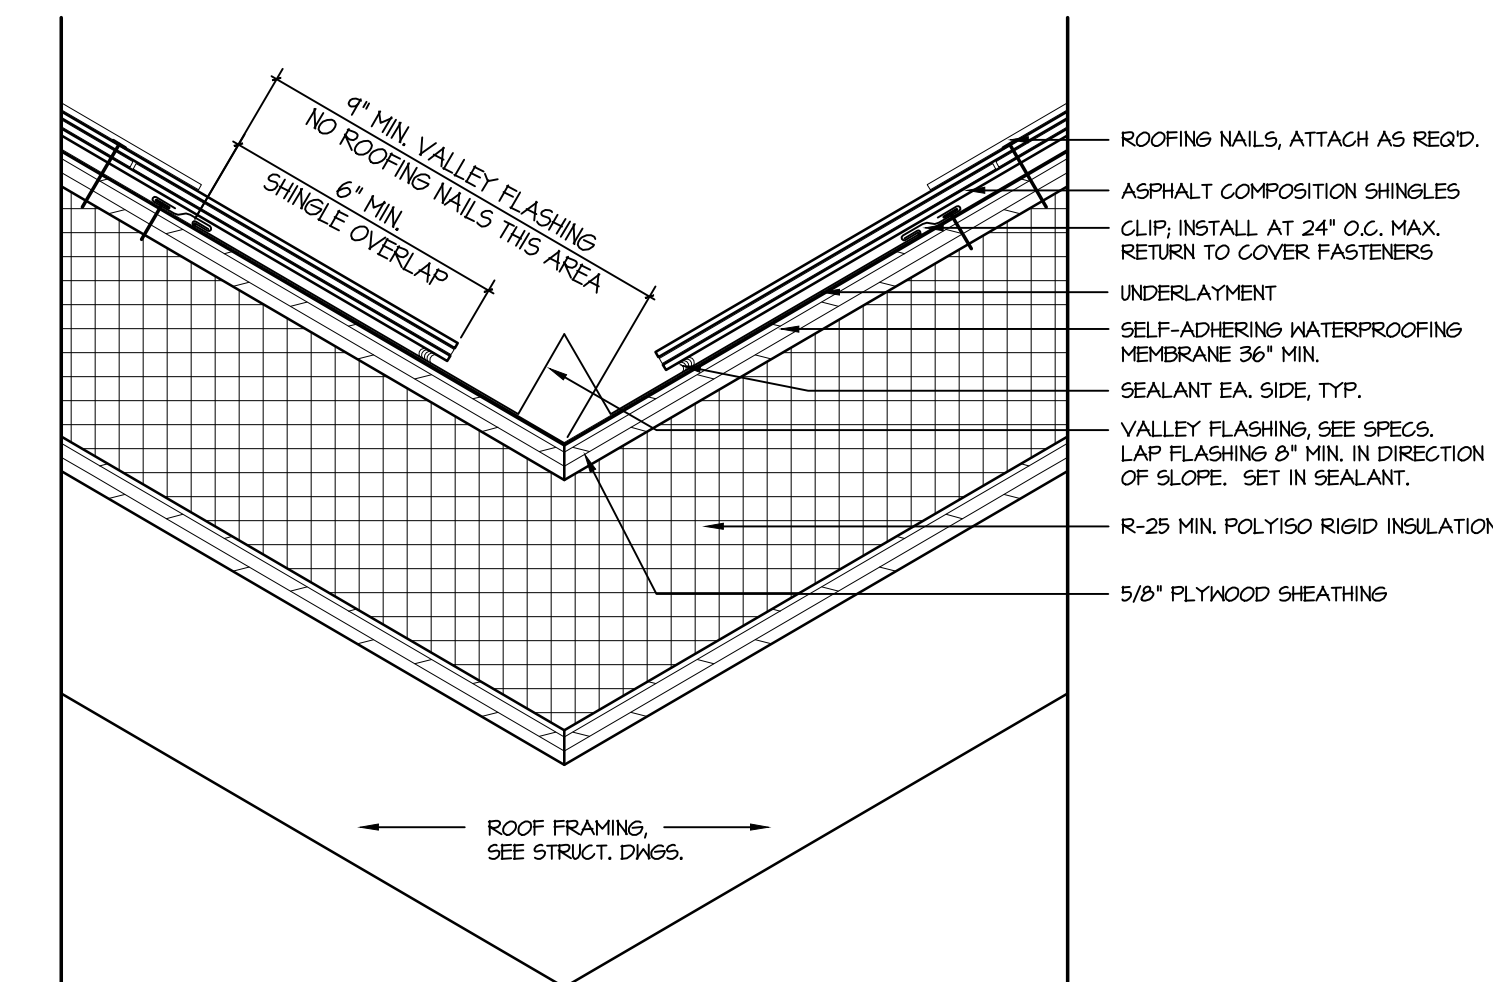 9" MIN. VALLEY FLASHING
NO ROOFING NAILS THIS AREA
6" MIN.
SHINGLE OVERLAP
ROOFING NAILS, ATTACH AS REQ'D.
ASPHALT COMPOSITION SHINGLES
CLIP; INSTALL AT 24" O.C. MAX.
RETURN TO COVER FASTENERS
UNDERLAYMENT
SELF-ADHERING WATERPROOFING
MEMBRANE 36" MIN.
SEALANT EA. SIDE, TYP.
VALLEY FLASHING, SEE SPECS.
LAP FLASHING 8" MIN. IN DIRECTION
OF SLOPE. SET IN SEALANT.
R-25 MIN. POLYISO RIGID INSULATION
5/8" PLYWOOD SHEATHING
ROOF FRAMING,
SEE STRUCT. DWGS.